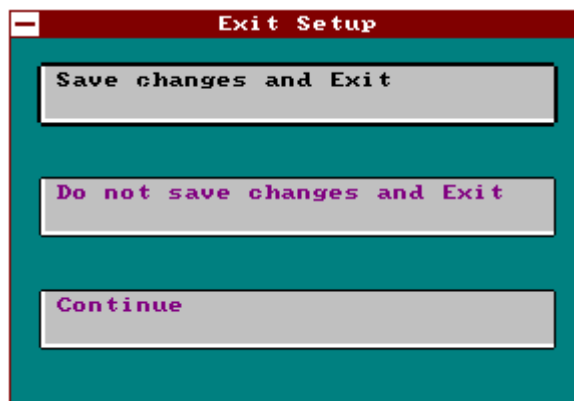 Exit Setup
Save changes and Exit
Do not save changes and Exit
Continue